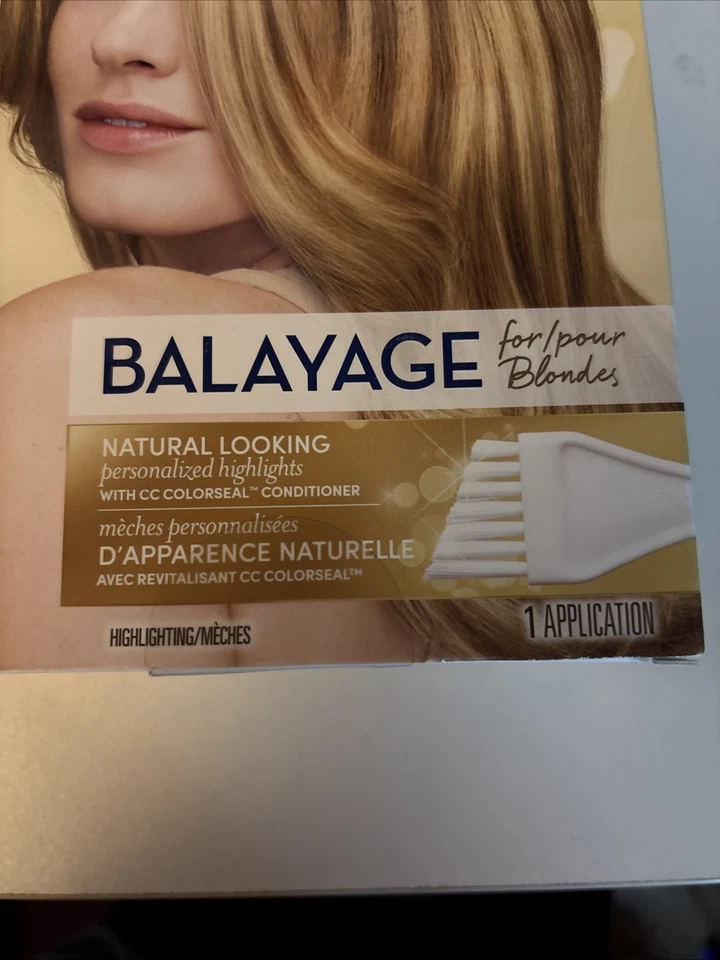 BALAYAGE for/pour
Blondes
NATURAL LOOKING
personalized highlights
WITH CC COLORSEAL™ CONDITIONER
mèches personnalisées
D'APPARENCE NATURELLE
AVEC REVITALISANT CC COLORSEAL™
HIGHLIGHTING/MÈCHES
1 APPLICATION